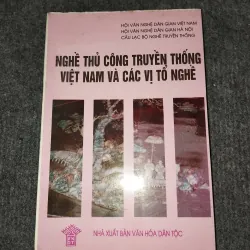 HỘI VĂN NGHỆ DÂN GIAN VIỆT NAM
HỘI VĂN NGHỆ DÂN GIAN HÀ NỘI
CÂU LẠC BỘ NGHỀ TRUYỀN THỐNG
NGHỀ THỦ CÔNG TRUYỀN THỐNG
VIỆT NAM VÀ CÁC VỊ TỔ NGHỀ
NHÀ XUẤT BẢN VĂN HÓA DÂN TỘC